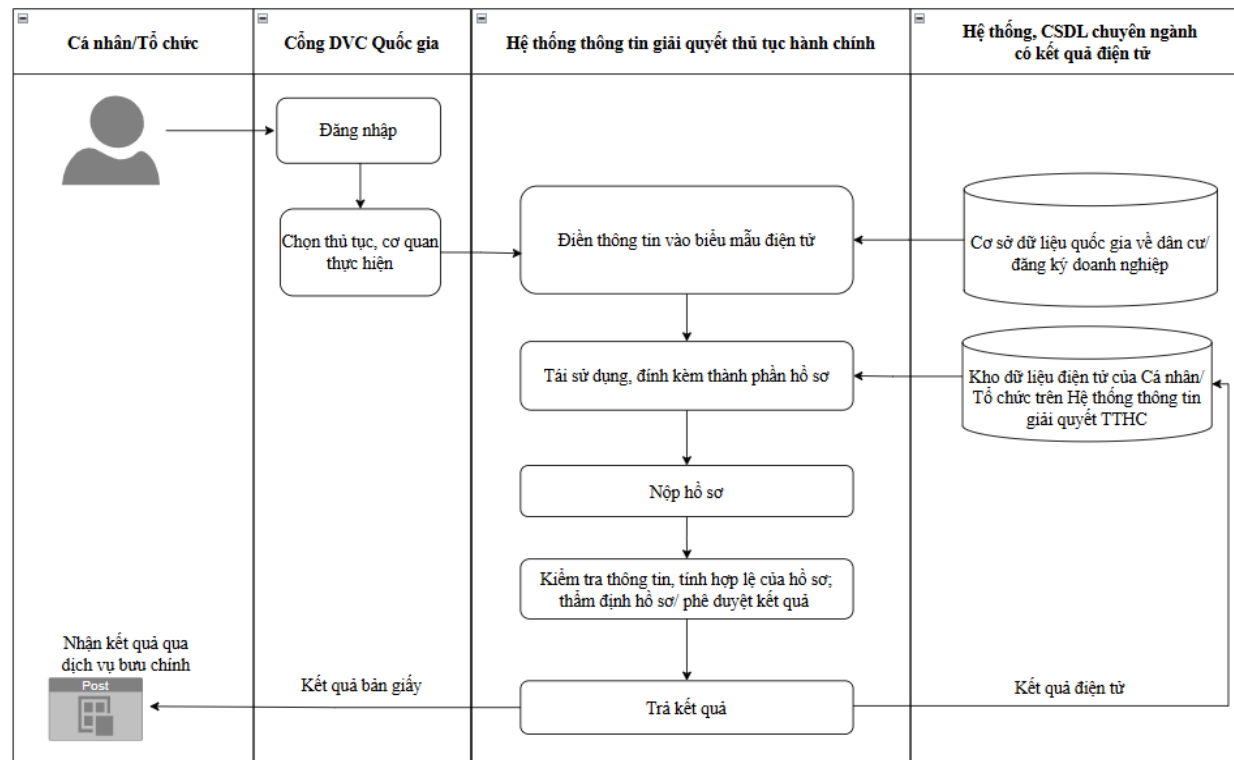 Cá nhân/Tổ chức
Cổng DVC Quốc gia
Hệ thống thông tin giải quyết thủ tục hành chính
Hệ thống, CSDL chuyên ngành
có kết quả điện tử
Đăng nhập
Chọn thủ tục, cơ quan
thực hiện
Điền thông tin vào biểu mẫu điện tử
Cơ sở dữ liệu quốc gia về dân cư/
đăng ký doanh nghiệp
Tái sử dụng, đính kèm thành phần hồ sơ
Kho dữ liệu điện tử của Cá nhân/
Tổ chức trên Hệ thống thông tin
giải quyết TTHC
Nộp hồ sơ
Kiểm tra thông tin, tính hợp lệ của hồ sơ;
thẩm định hồ sơ/ phê duyệt kết quả
Nhận kết quả qua
dịch vụ bưu chính
Post
Kết quả bản giấy
Trả kết quả
Kết quả điện tử